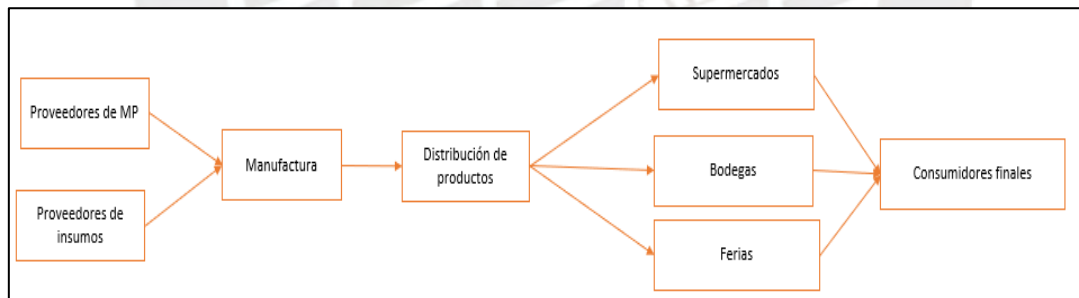 Proveedores de MP
Proveedores de
insumos
Manufactura
Distribución de
productos
Supermercados
Bodegas
Ferias
Consumidores finales